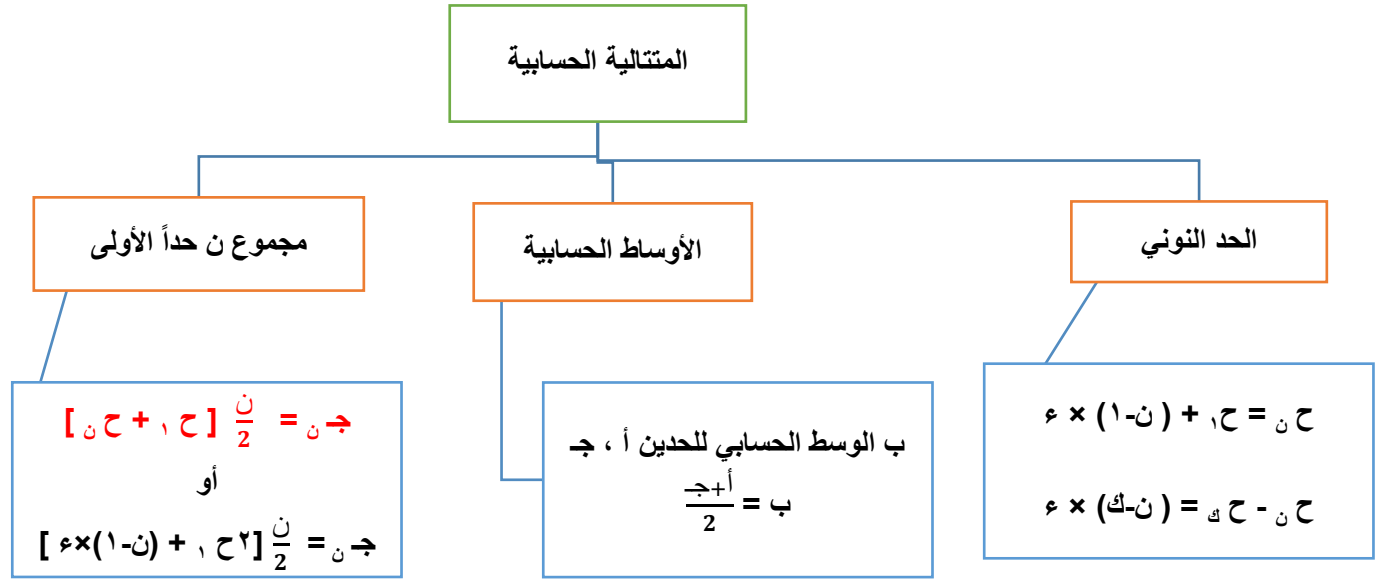 المتتالية الحسابية
الحد النوني
الأوساط الحسابية
مجموع ن حداً الأولى
ح ن = ح١ + ( ن-١) × ء
ح ن - ح ك = ( ن-ك) × ء
ب الوسط الحسابي للحدين أ ، جـ
ب = أ+جـ/2
جـ ن = ن/2 [ ح ١ + ح ن ]
أو
جـ ن = ن/2 [٢ ح ١ + (ن-١)×ء ]